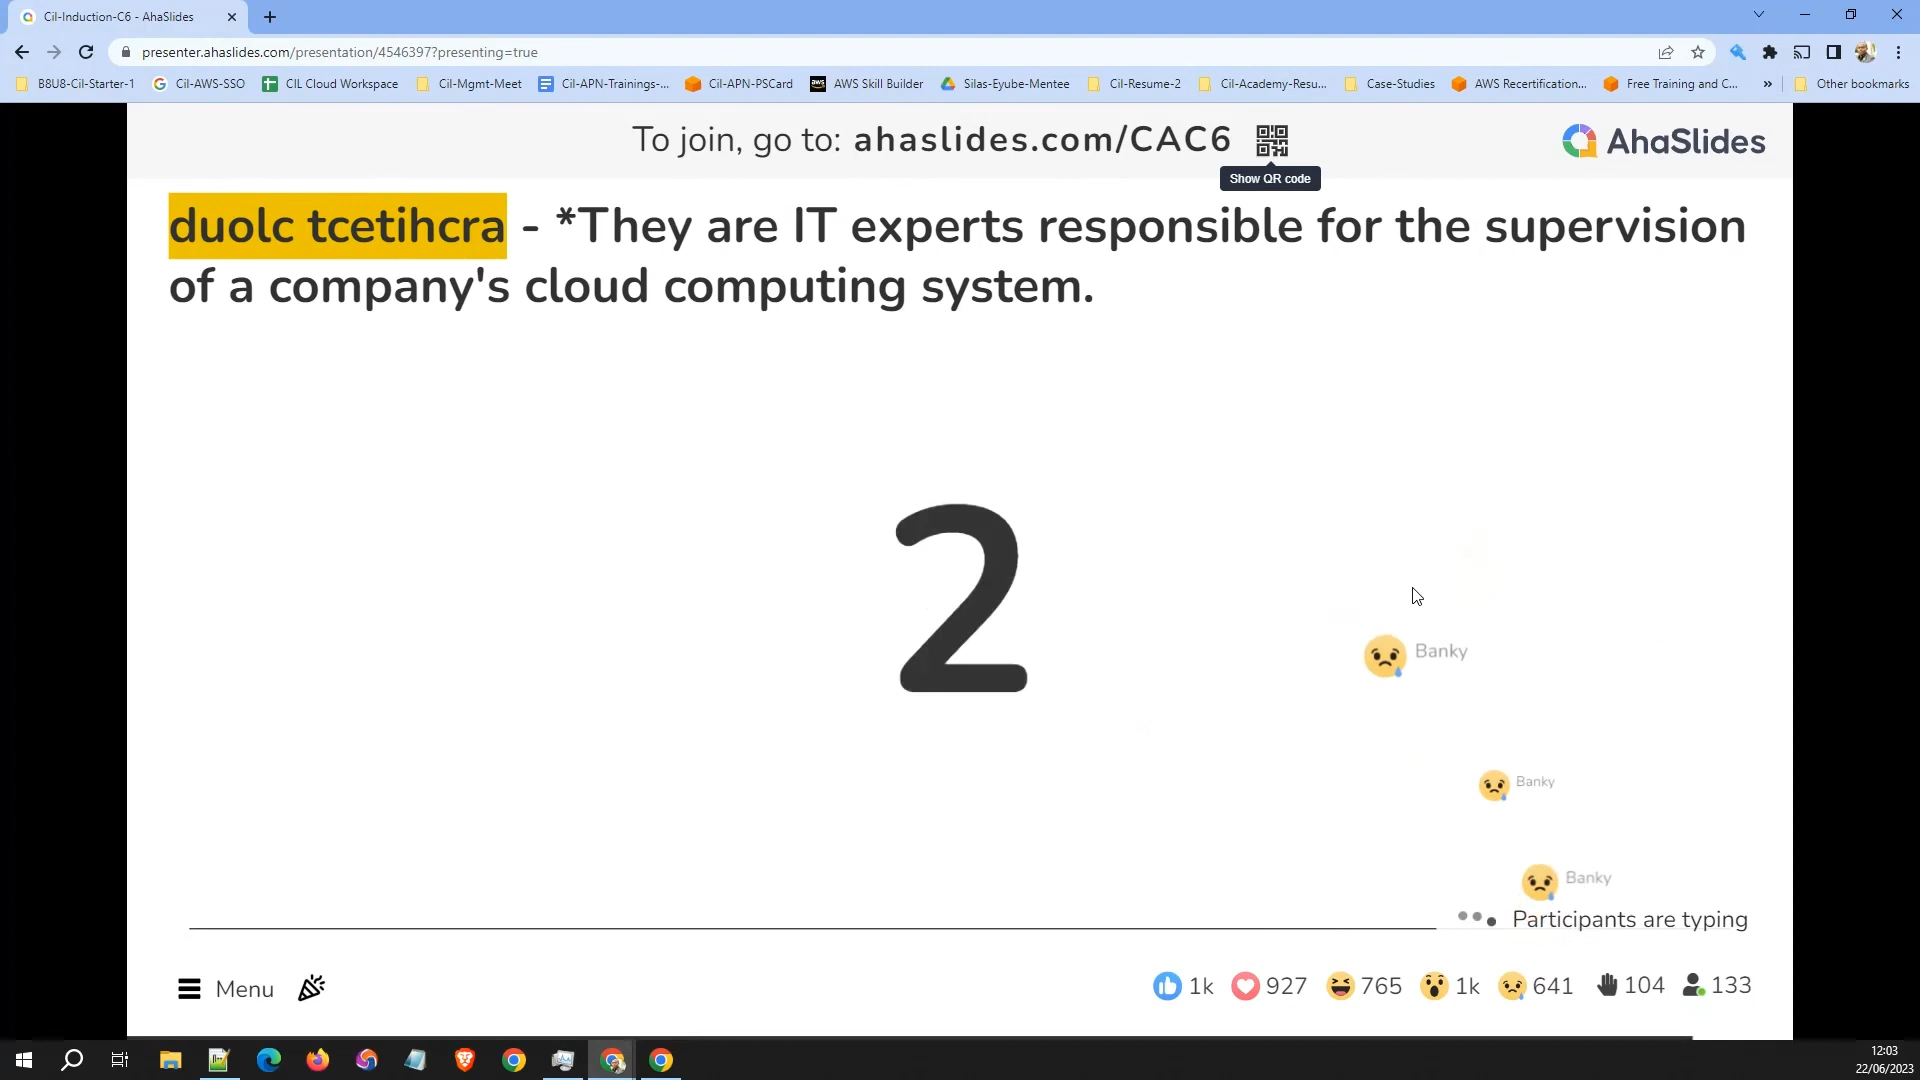 Cil-Induction-C6 - AhaSlides
presenter.ahaslides.com/presentation/4546397?presenting=true
B8U8-Cil-Starter-1 Cil-AWS-SSO CIL Cloud Workspace Cil-Mgmt-Meet Cil-APN-Trainings-... Cil-APN-PSCard aws AWS Skill Builder Silas-Eyube-Mentee Cil-Resume-2 Cil-Academy-Resu... Case-Studies AWS Recertification... Free Training and C... » Other bookmarks
To join, go to: ahaslides.com/CAC6 AhaSlides
Show QR code
duolc tcetihcra - *They are IT experts responsible for the supervision
of a company's cloud computing system.
2
Banky
Banky
Banky
Participants are typing
Menu 1k 927 765 1k 641 104 133
12:03
22/06/2023